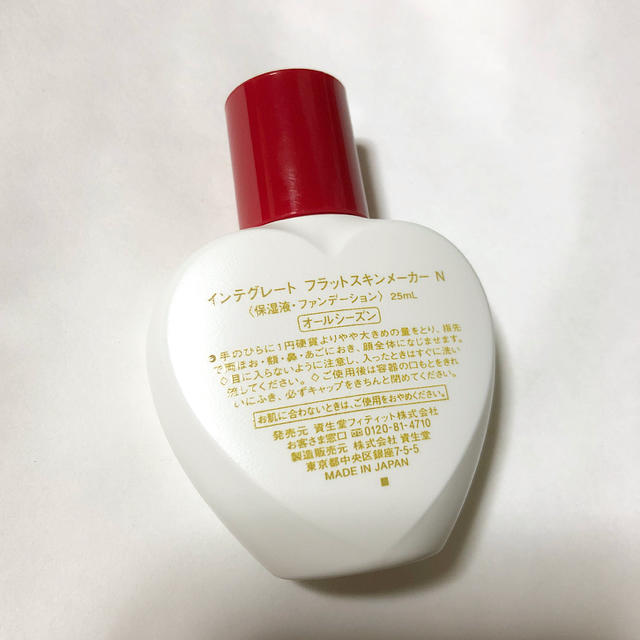 インテグレート フラットスキンメーカー N
〈保湿液・ファンデーション〉 25mL
オールシーズン
手のひらに1円硬貨よりやや大きめの量をとり、指先
で両ほお・額・鼻・あごにおき、顔全体になじませます。
◇目に入らないように注意し、入ったときはすぐに洗い
流してください。◇ご使用後は容器の口もとをきれ
いにふき、必ずキャップをきちんと閉めてください。
お肌に合わないときは、ご使用をおやめください。
発売元 資生堂フィティット株式会社
お客さま窓口 0120-81-4710
製造販売元 株式会社 資生堂
東京都中央区銀座7-5-5
MADE IN JAPAN